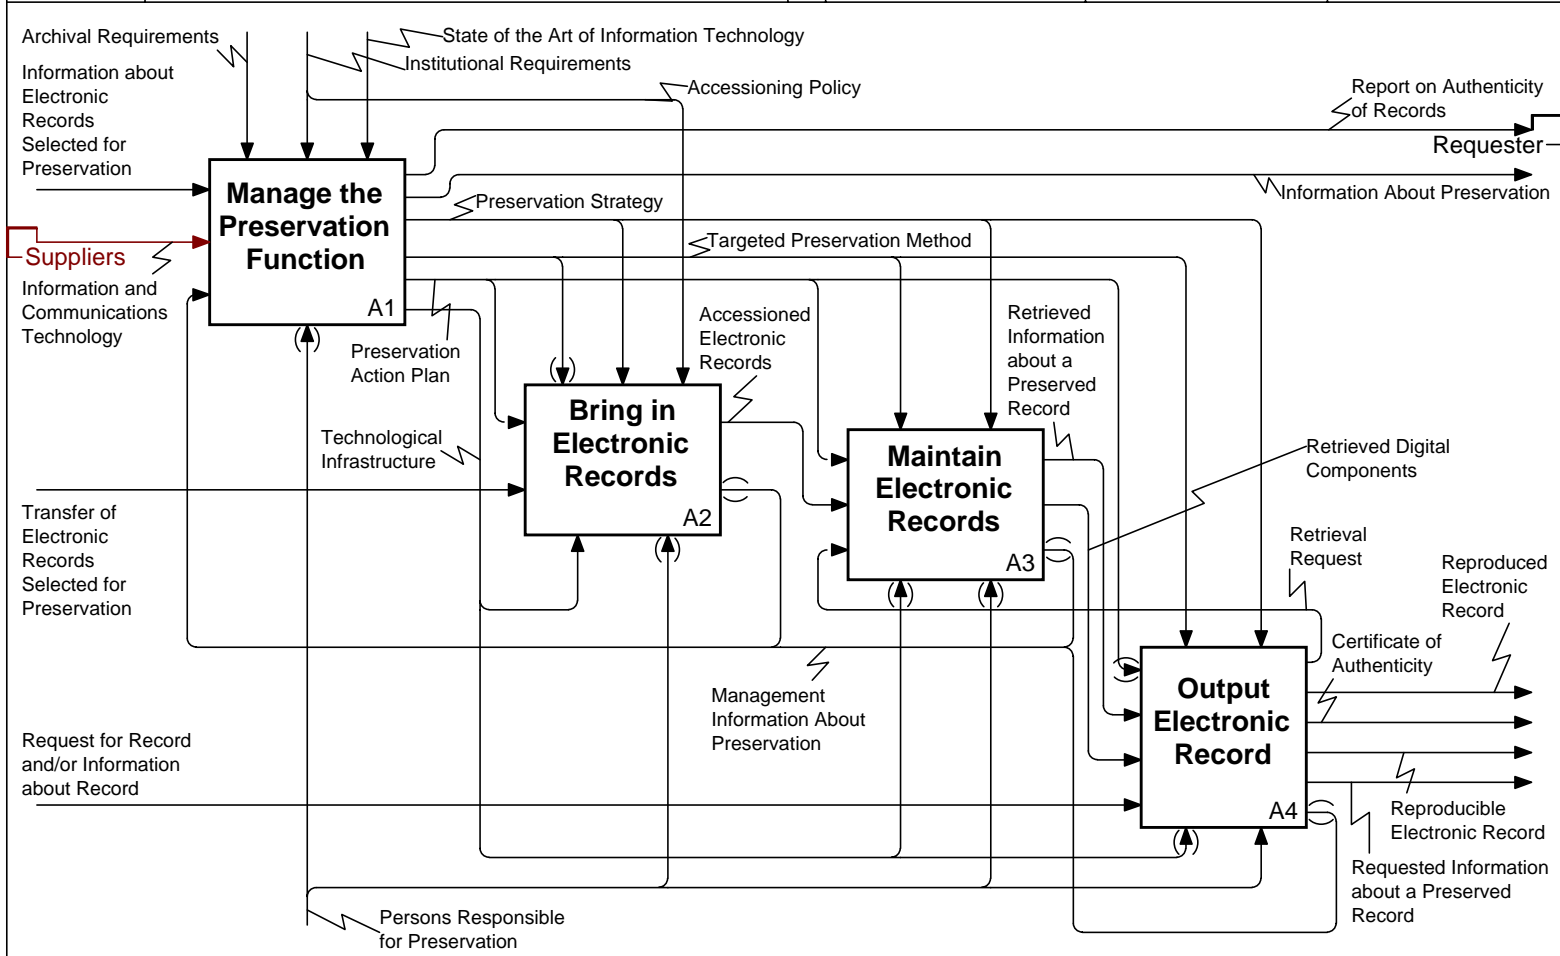 Archival Requirements
State of the Art of Information Technology
Institutional Requirements
Information about
Electronic
Records
Selected for
Preservation
Accessioning Policy
Report on Authenticity
of Records
Requester
Information About Preservation
Manage the
Preservation
Function
A1
Preservation Strategy
Targeted Preservation Method
Suppliers
Information and
Communications
Technology
Preservation
Action Plan
Accessioned
Electronic
Records
Retrieved
Information
about a
Preserved
Record
Technological
Infrastructure
Bring in
Electronic
Records
A2
Maintain
Electronic
Records
A3
Retrieved Digital
Components
Transfer of
Electronic
Records
Selected for
Preservation
Retrieval
Request
Reproduced
Electronic
Record
Certificate of
Authenticity
Management
Information About
Preservation
Output
Electronic
Record
A4
Request for Record
and/or Information
about Record
Reproducible
Electronic Record
Requested Information
about a Preserved
Record
Persons Responsible
for Preservation